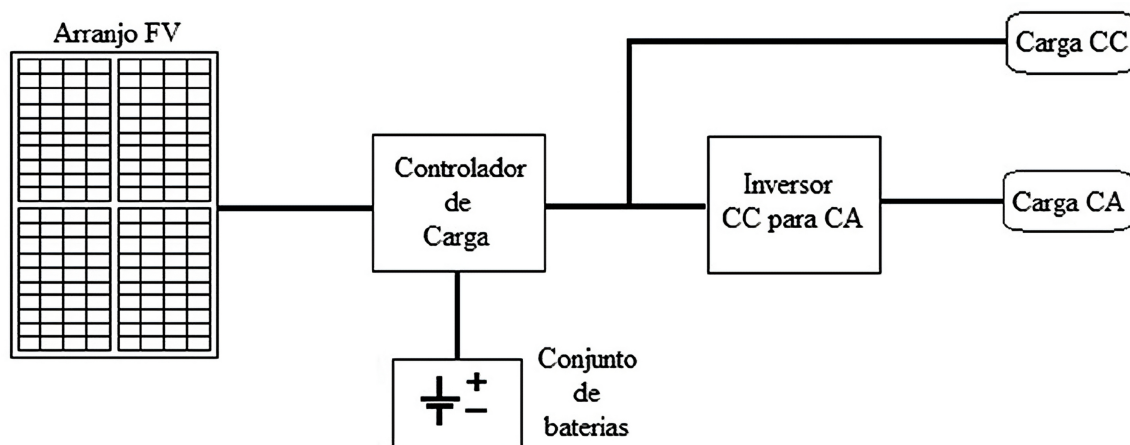 Arranjo FV
Carga CC
Controlador
de
Carga
Inversor
CC para CA
Carga CA
Conjunto
de
baterias
+
−